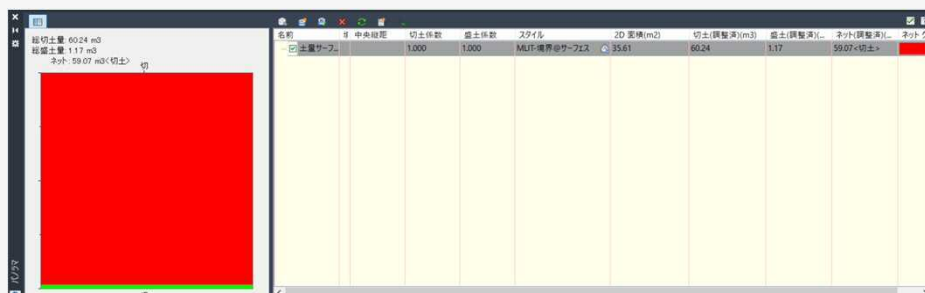 総切土量: 60.24 m3
総盛土量: 1.17 m3
ネット: 59.07 m3<切土>
切
名前 中央縦距 切土係数 盛土係数 スタイル 2D 面積(m2) 切土(調整済)(m3) 盛土(調整済)(... ネット(調整済)(... ネット
土量サーフ... 1.000 1.000 MLIT-境界@サーフェス 35.61 60.24 1.17 59.07<切土>
パノラマ